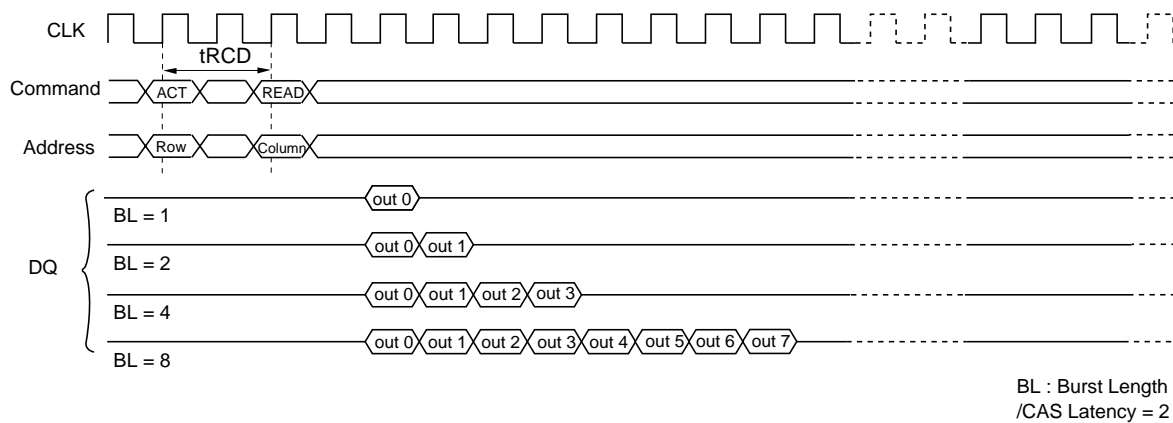 CLK
tRCD
Command ACT READ
Address Row Column
out 0
BL = 1
out 0 out 1
BL = 2
DQ
out 0 out 1 out 2 out 3
BL = 4
out 0 out 1 out 2 out 3 out 4 out 5 out 6 out 7
BL = 8
BL : Burst Length
/CAS Latency = 2